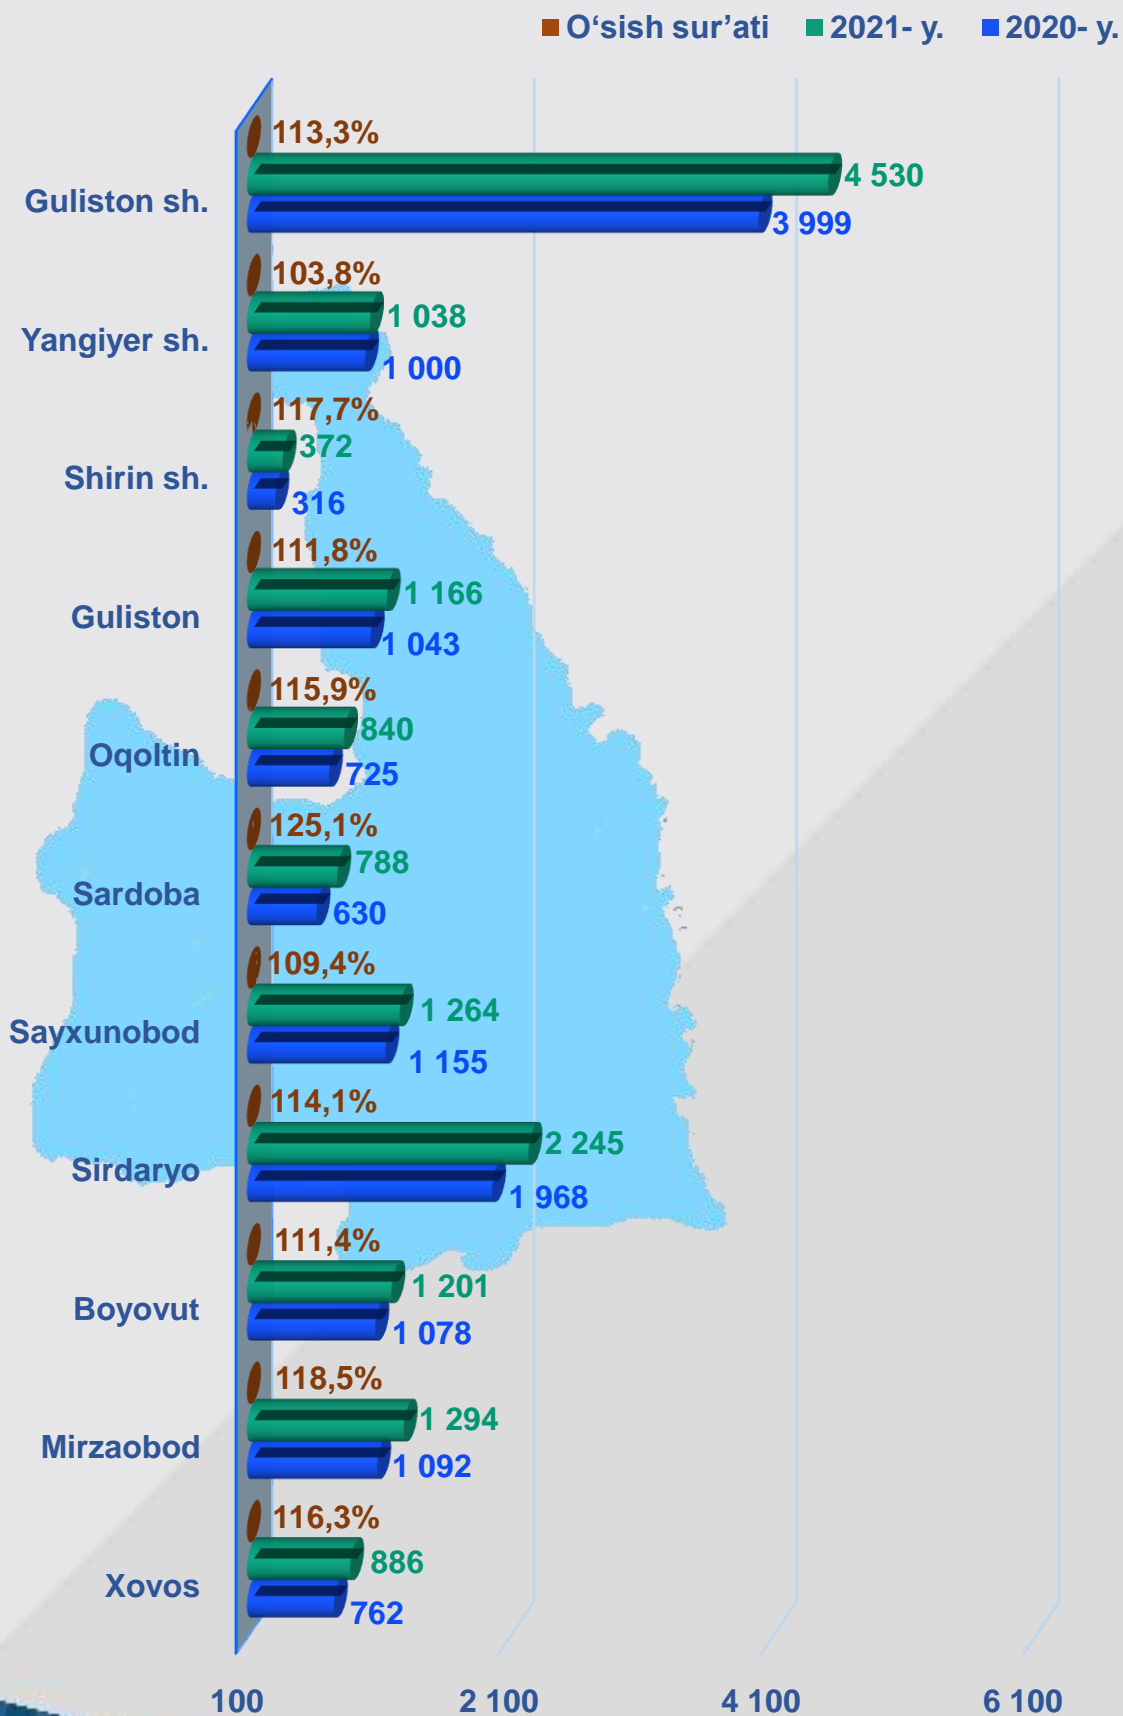 O‘sish sur’ati 2021- y. 2020- y.
113,3%
4 530
Guliston sh.
3 999
103,8%
1 038
Yangiyer sh.
1 000
117,7%
372
Shirin sh.
316
111,8%
1 166
Guliston
1 043
115,9%
840
Oqoltin
725
125,1%
788
Sardoba
630
109,4%
1 264
Sayxunobod
1 155
114,1%
2 245
Sirdaryo
1 968
111,4%
1 201
Boyovut
1 078
118,5%
1 294
Mirzaobod
1 092
116,3%
886
Xovos
762
100 2 100 4 100 6 100